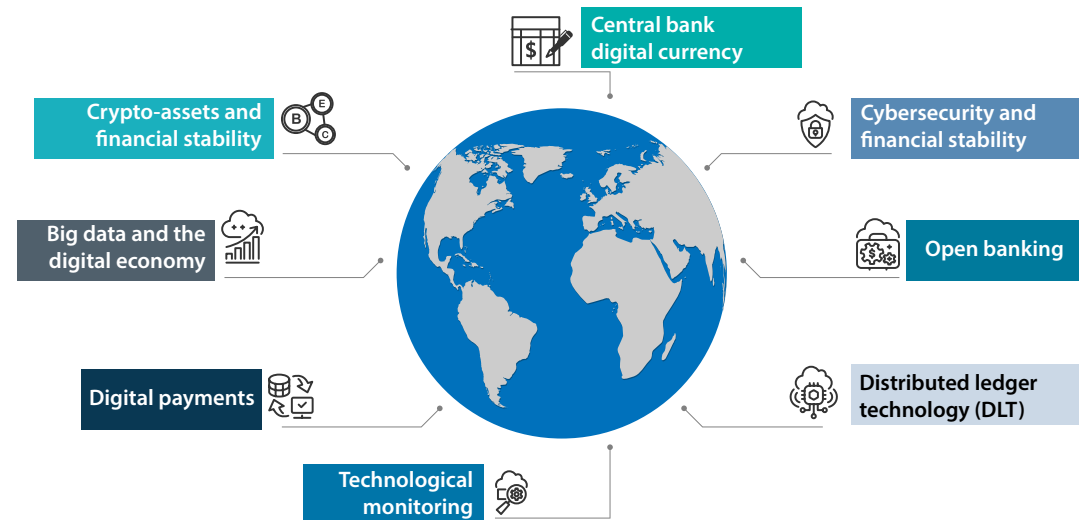 Central bank
digital currency
$
Crypto-assets and
financial stability
B
E
C
Cybersecurity and
financial stability
Big data and the
digital economy
Open banking
$
Digital payments
Distributed ledger
technology (DLT)
Technological
monitoring